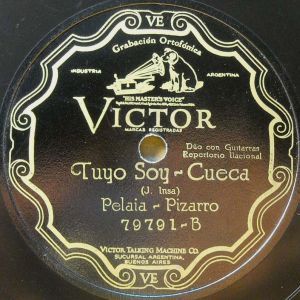 VE
Grabación Ortofónica
INDUSTRIA ARGENTINA
"HIS MASTER'S VOICE"
VICTOR
MARCAS REGISTRADAS
Dúo con Guitarras
Repertorio Nacional
Tuyo Soy ~ Cueca
(J. Insa)
Pelaia - Pizarro
79791-B
VICTOR TALKING MACHINE CO.
SUCURSAL ARGENTINA,
BUENOS AIRES
VE